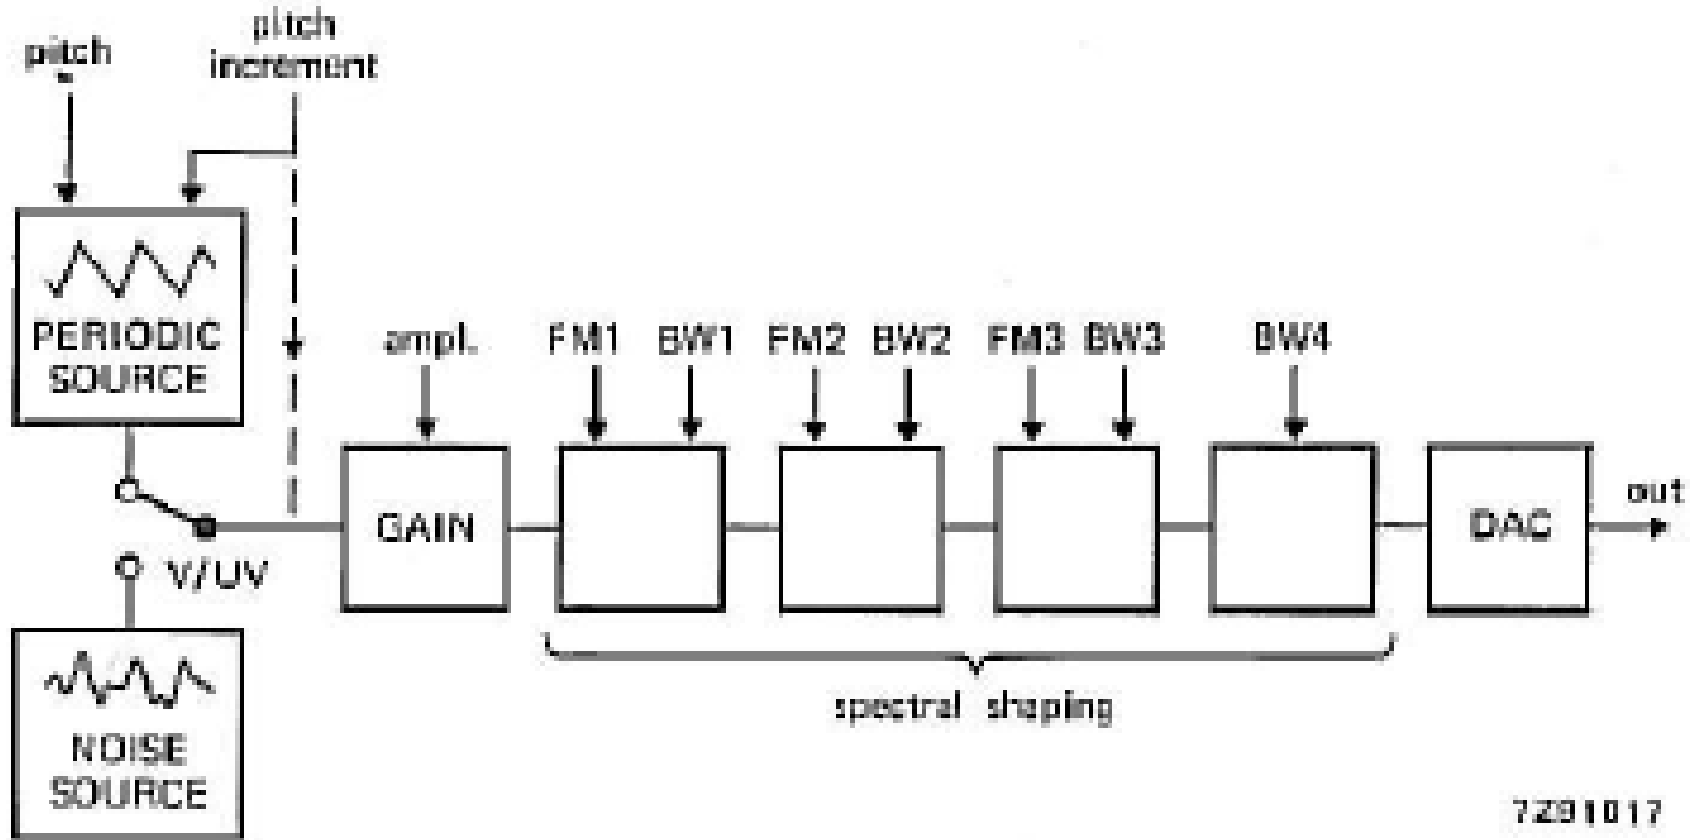 pitch
pitch
increment
PERIODIC
SOURCE
ampl.
FM1
BW1
FM2
BW2
FM3
BW3
BW4
GAIN
DAC
out
V/UV
spectral shaping
NOISE
SOURCE
7Z81017